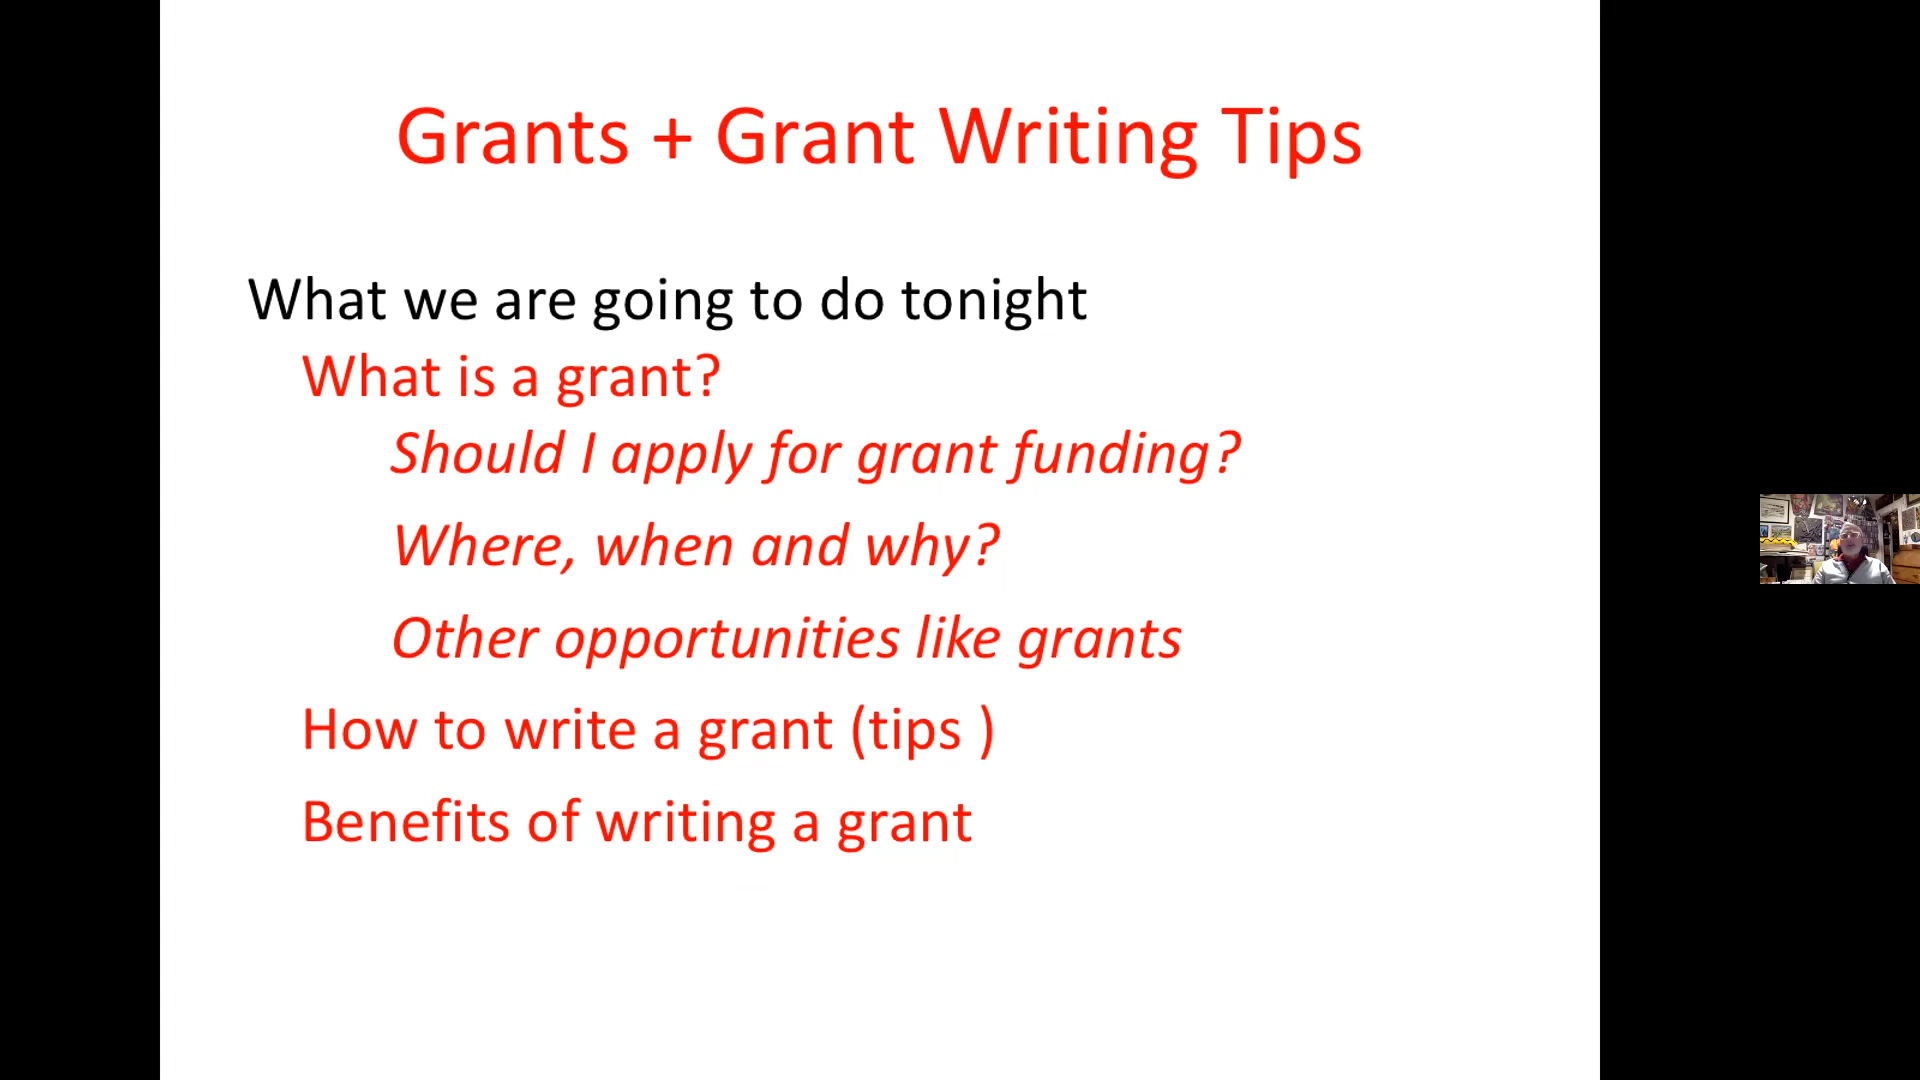 Grants + Grant Writing Tips
What we are going to do tonight
What is a grant?
Should I apply for grant funding?
Where, when and why?
Other opportunities like grants
How to write a grant (tips )
Benefits of writing a grant